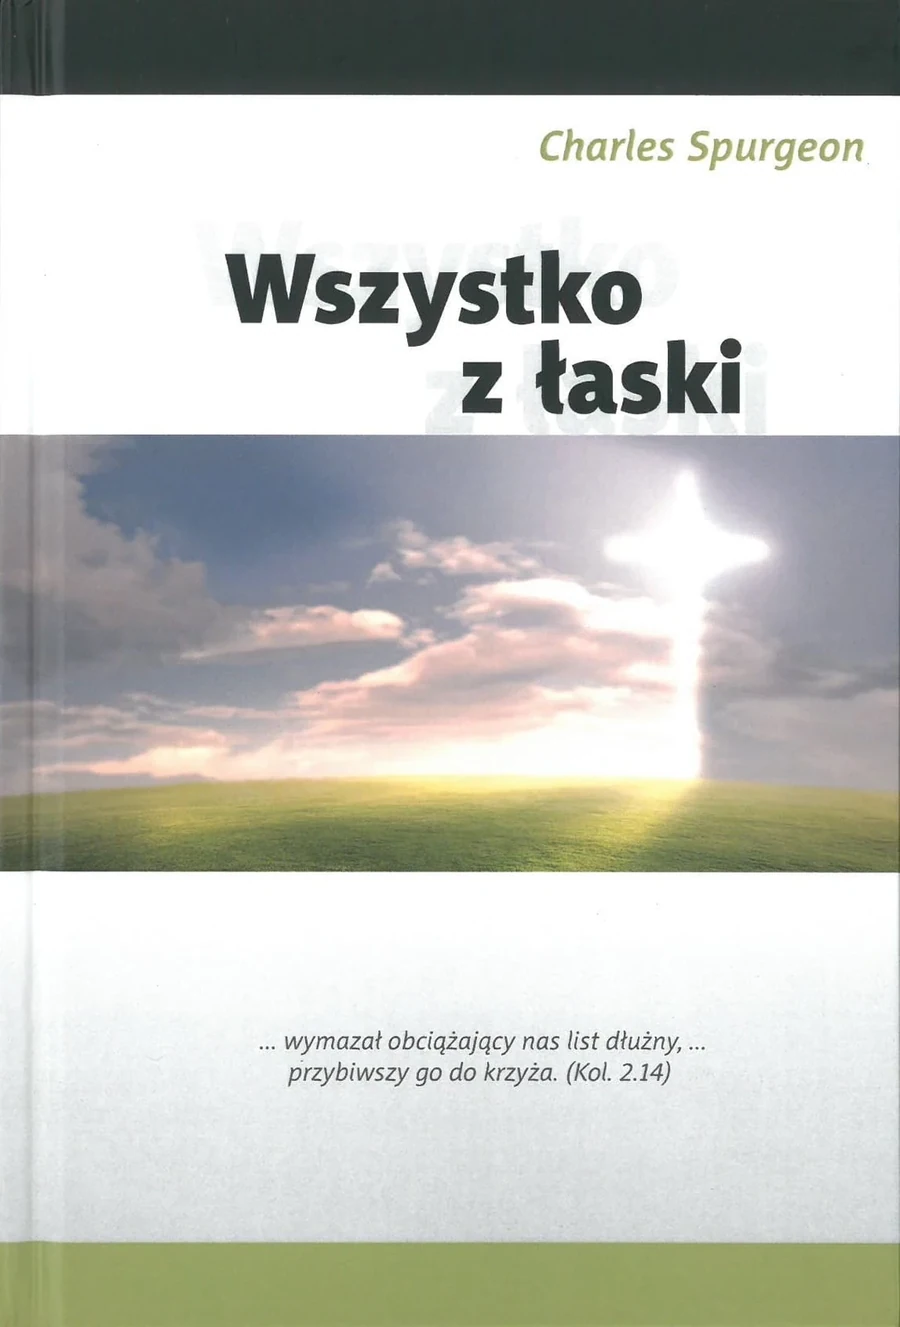 Charles Spurgeon
Wszystko
z łaski
... wymazał obciążający nas list dłużny, ...
przybiwszy go do krzyża. (Kol. 2.14)